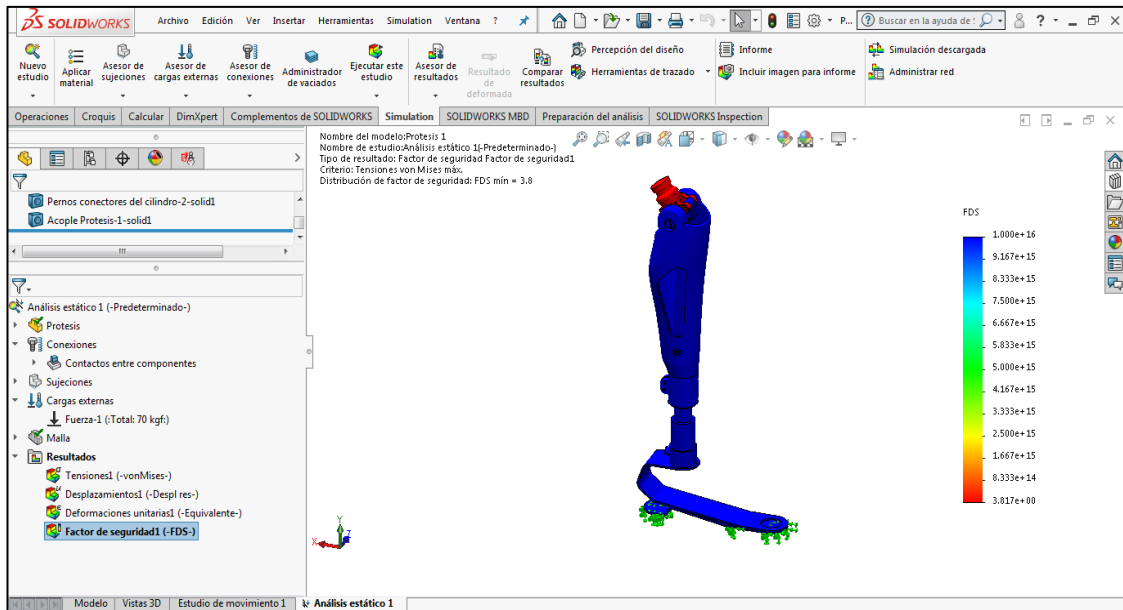 SOLIDWORKS
Archivo Edición Ver Insertar Herramientas Simulation Ventana ?
P...
Buscar en la ayuda de
?
Nuevo estudio
Aplicar material
Asesor de sujeciones
Asesor de cargas externas
Asesor de conexiones
Administrador de vaciados
Ejecutar este estudio
Asesor de resultados
Resultado de deformada
Comparar resultados
Percepción del diseño
Herramientas de trazado
Informe
Incluir imagen para informe
Simulación descargada
Administrar red
Operaciones Croquis Calcular DimXpert Complementos de SOLIDWORKS Simulation SOLIDWORKS MBD Preparación del análisis SOLIDWORKS Inspection
Pernos conectores del cilindro-2-solid1
Acople Protesis-1-solid1
Análisis estático 1 (-Predeterminado-)
Protesis
Conexiones
Contactos entre componentes
Sujeciones
Cargas externas
Fuerza-1 (:Total: 70 kgf:)
Malla
Resultados
Tensiones1 (-vonMises-)
Desplazamientos1 (-Despl res-)
Deformaciones unitarias1 (-Equivalente-)
Factor de seguridad1 (-FDS-)
Nombre del modelo:Protesis 1
Nombre de estudio:Análisis estático 1(-Predeterminado-)
Tipo de resultado: Factor de seguridad Factor de seguridad1
Criterio: Tensiones von Mises máx.
Distribución de factor de seguridad: FDS mín = 3.8
FDS
1.000e+16
9.167e+15
8.333e+15
7.500e+15
6.667e+15
5.833e+15
5.000e+15
4.167e+15
3.333e+15
2.500e+15
1.667e+15
8.333e+14
3.817e+00
Y
X
Z
Modelo Vistas 3D Estudio de movimiento 1 Análisis estático 1